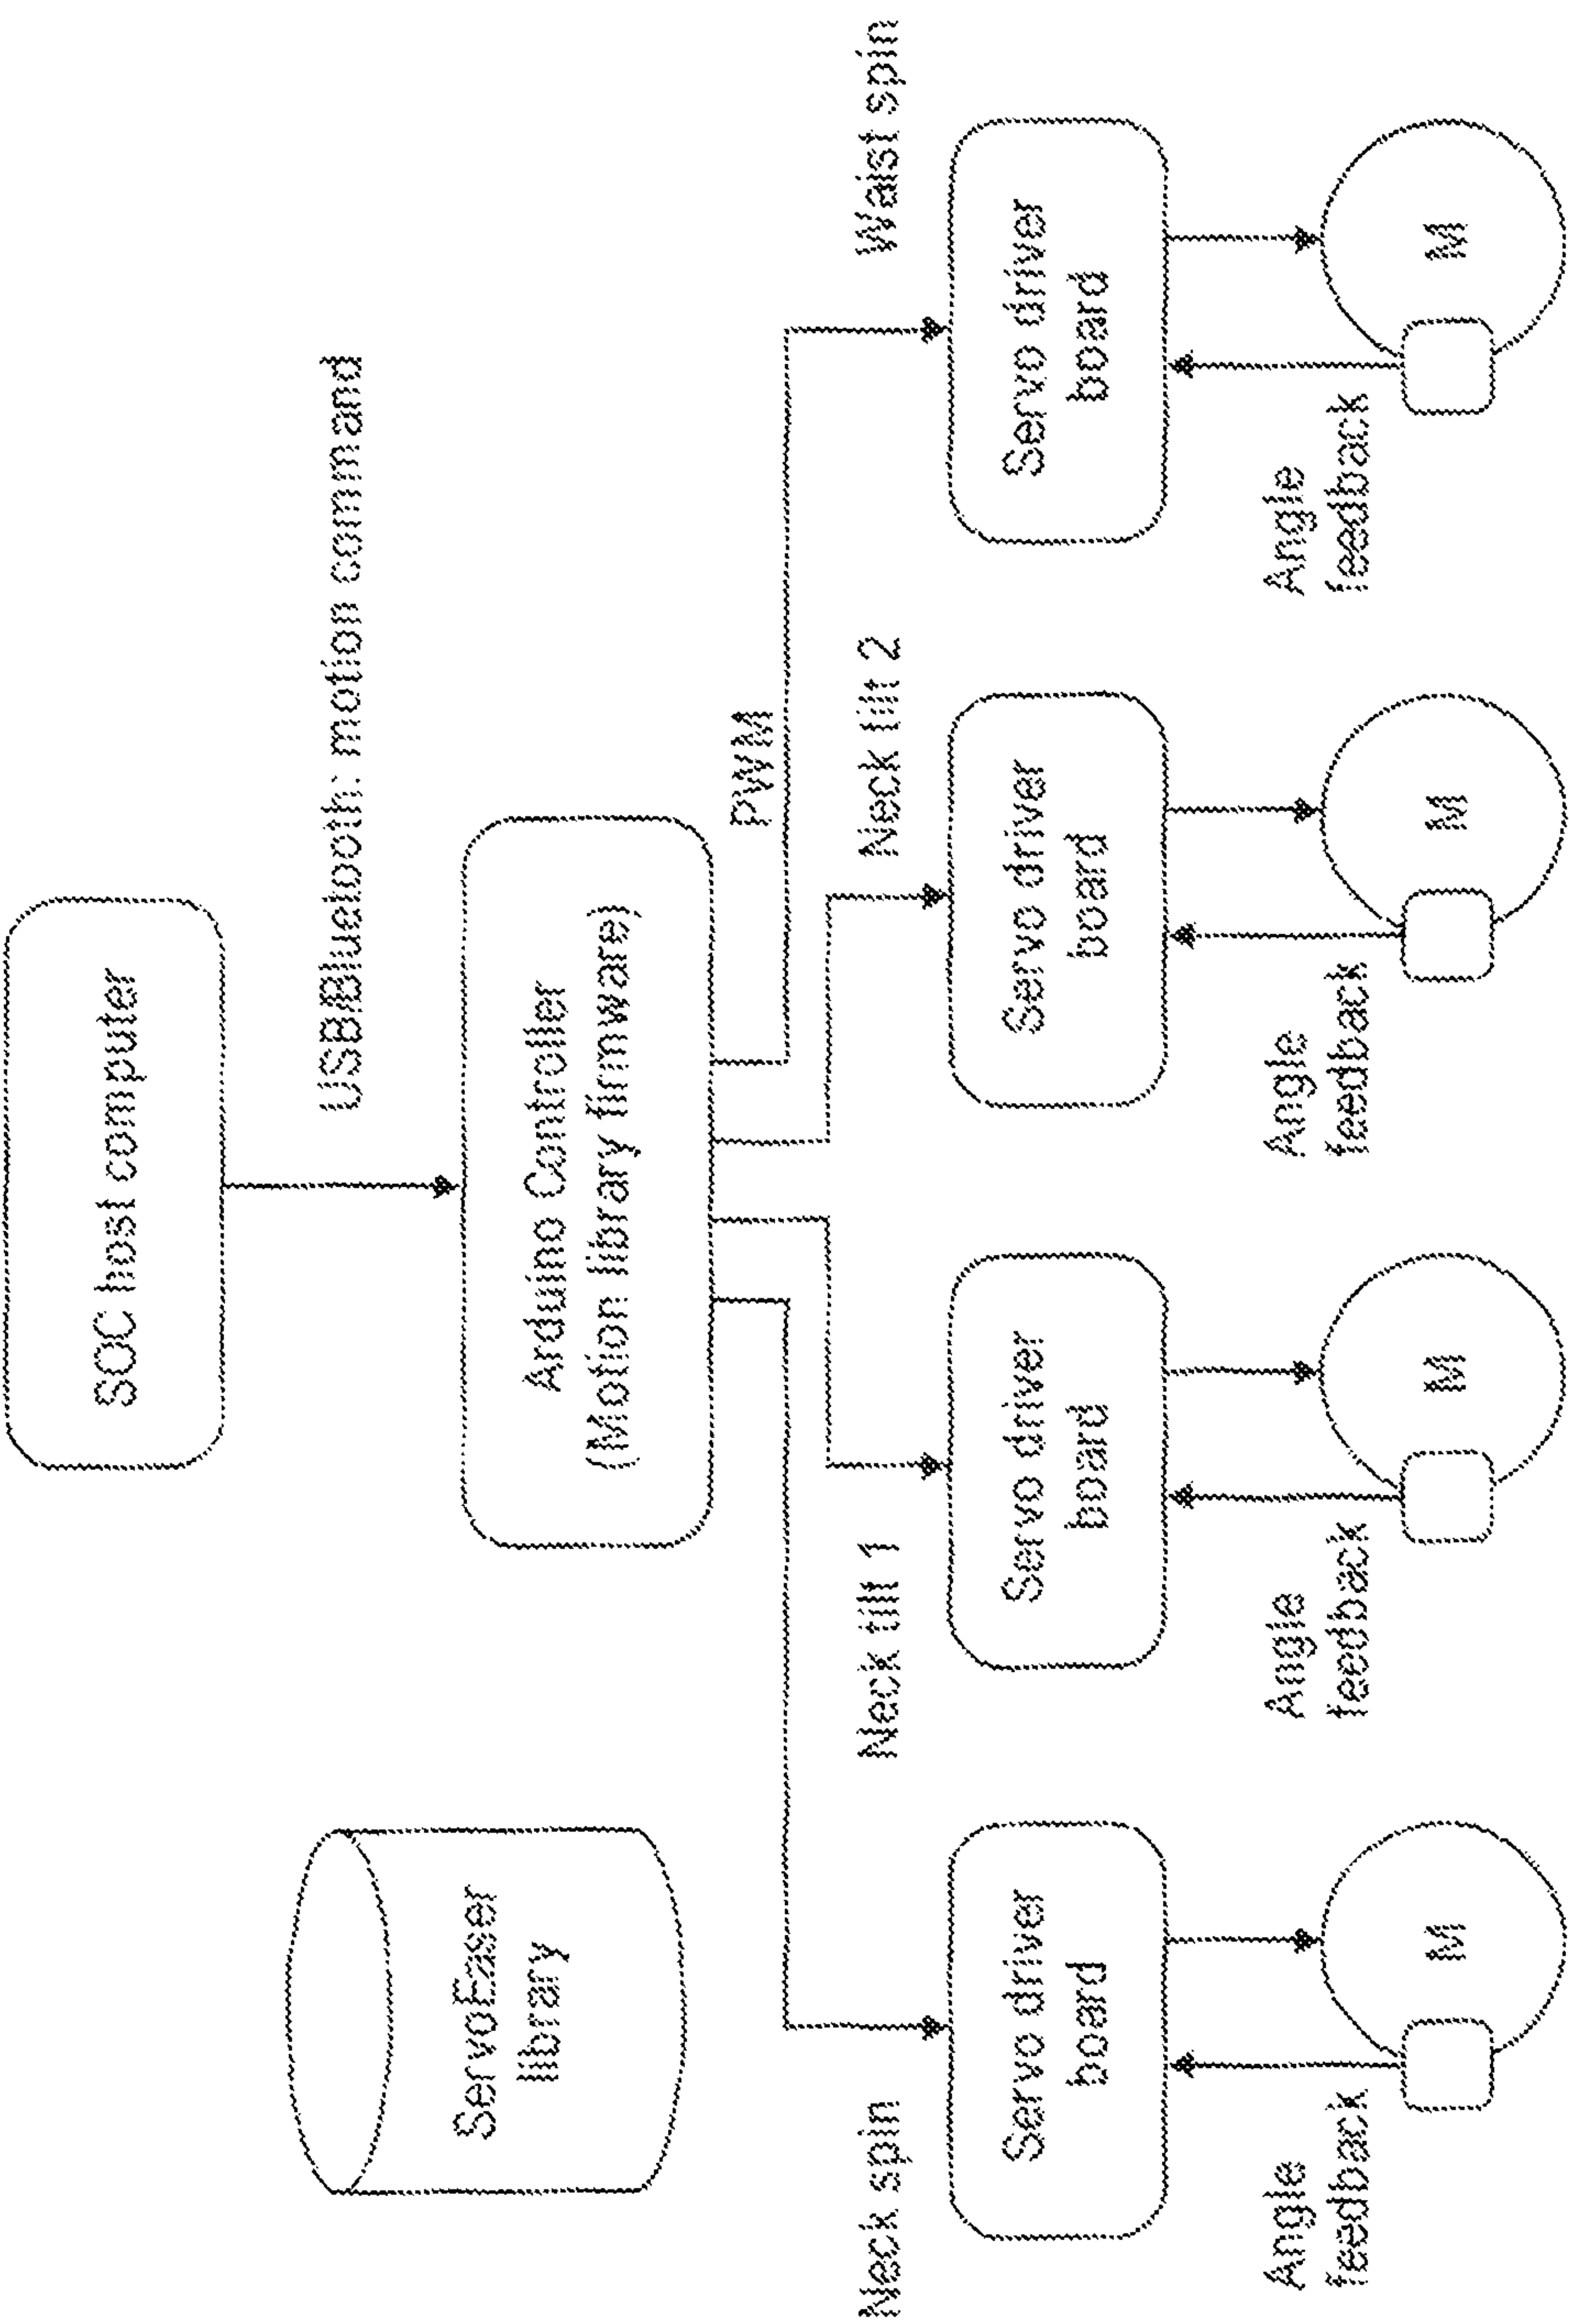 SOC host computer
USB/Bluetooth: motion command
ServoEaser
library
Arduino Controller
(Motion library firmware)
PWM
Neck spin
Neck tilt 1
Neck tilt 2
Waist spin
Servo driver
board
Servo driver
board
Servo driver
board
Servo driver
board
Angle
feedback
M
Angle
feedback
M
Angle
feedback
M
Angle
feedback
M